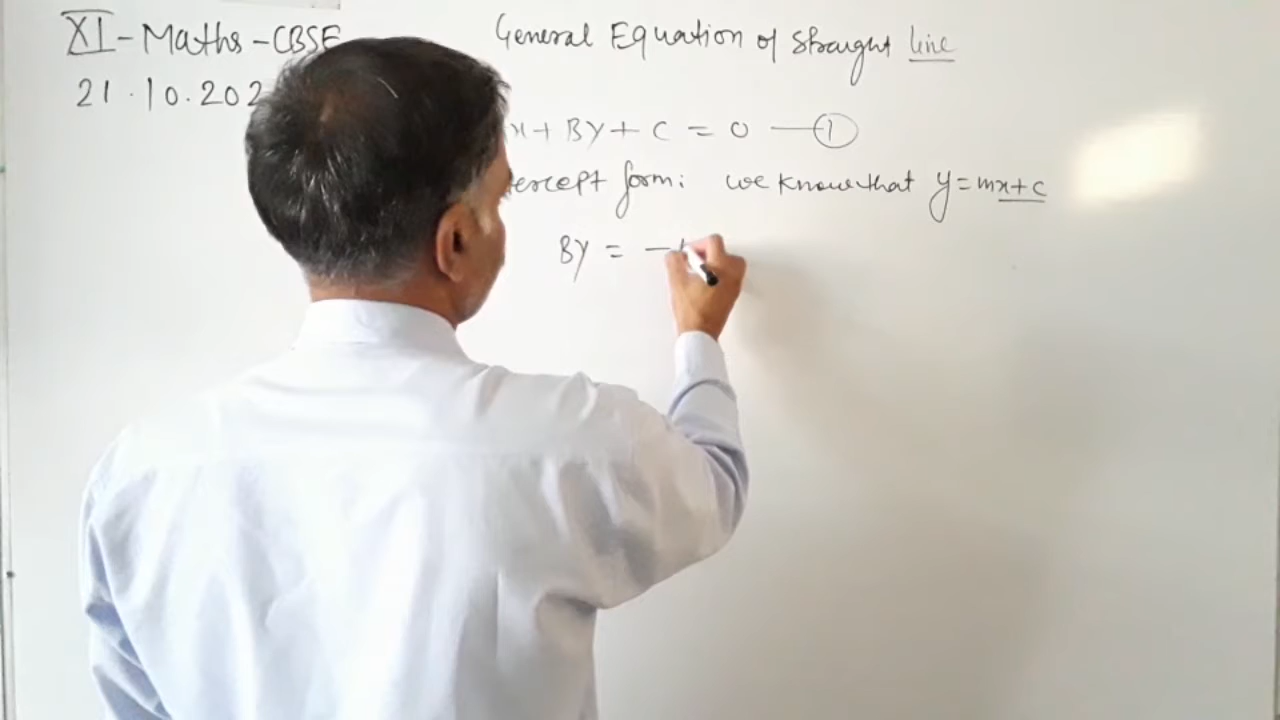 XI - Maths - CBSE
General Equation of Straight line
21.10.202
x + By + C = 0 — ①
tercept form: we know that y = mx + c
By = −